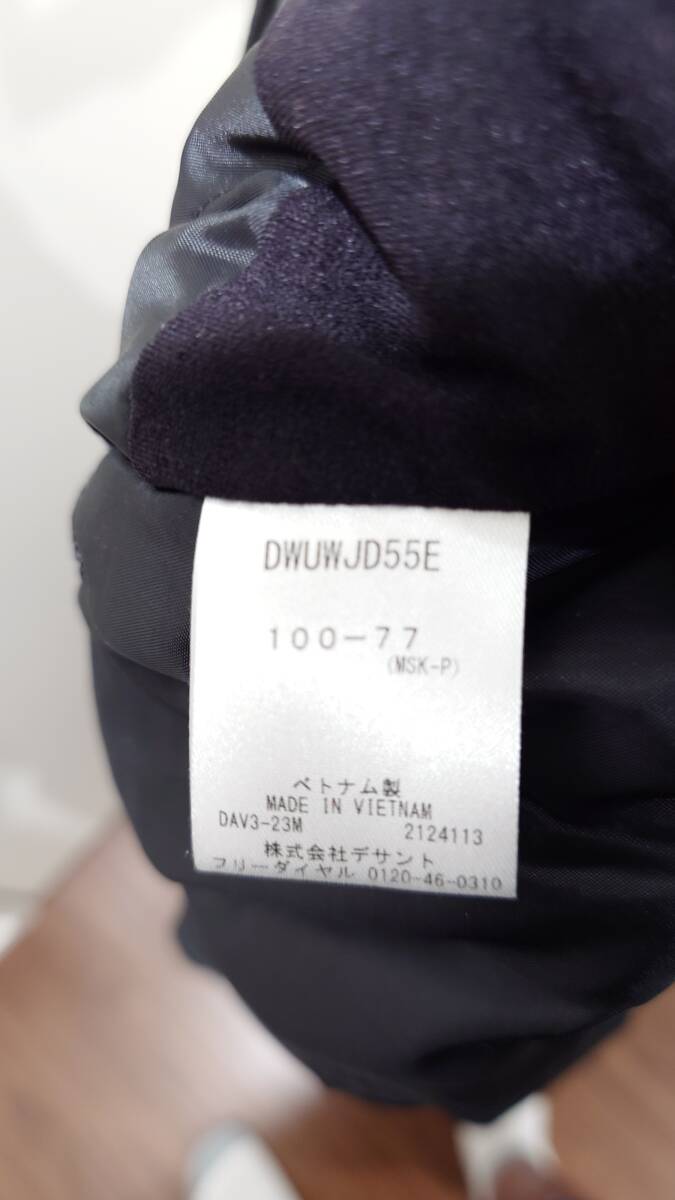 DWUWJD55E
100-77
(MSK-P)
ベトナム製
MADE IN VIETNAM
DAV3-23M 2124113
株式会社デサント
フリーダイヤル 0120-46-0310